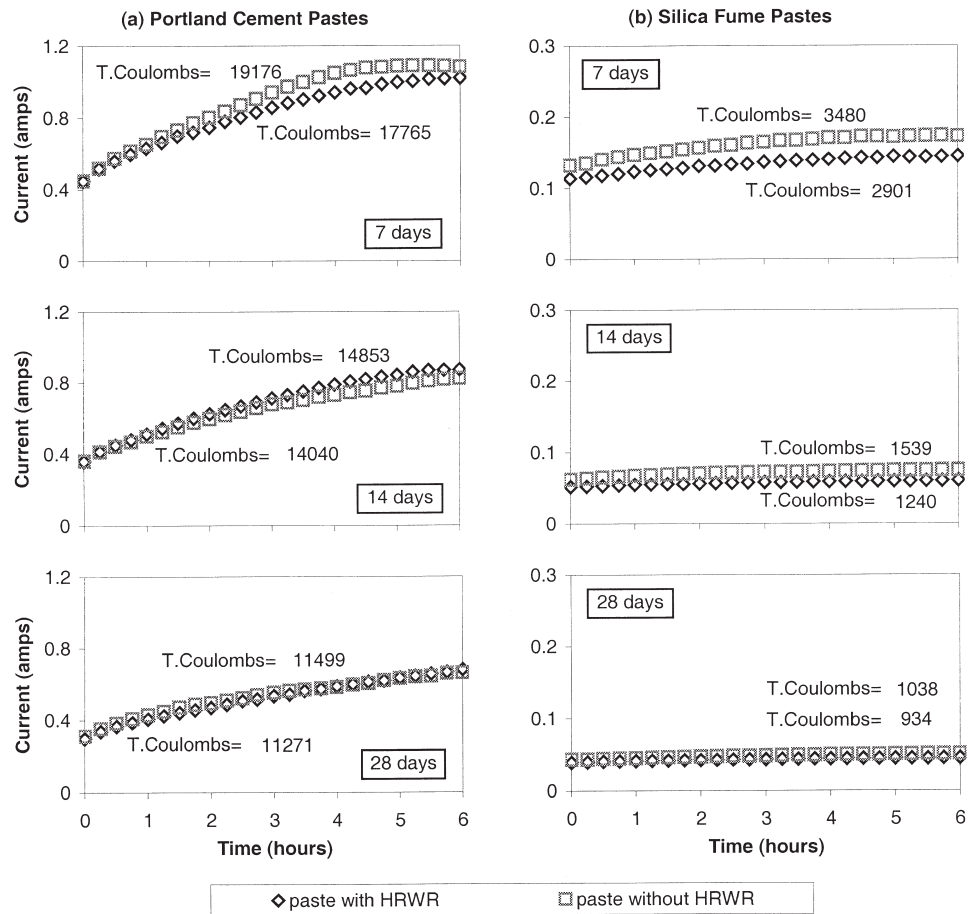 (a) Portland Cement Pastes
1.2
0.8
0.4
0
Current (amps)
T.Coulombs= 19176
T.Coulombs= 17765
7 days
(b) Silica Fume Pastes
0.3
0.2
0.1
0
7 days
T.Coulombs= 3480
T.Coulombs= 2901
1.2
0.8
0.4
0
Current (amps)
T.Coulombs= 14853
T.Coulombs= 14040
14 days
0.3
0.2
0.1
0
14 days
T.Coulombs= 1539
T.Coulombs= 1240
1.2
0.8
0.4
0
Current (amps)
T.Coulombs= 11499
T.Coulombs= 11271
28 days
0 1 2 3 4 5 6
Time (hours)
0.3
0.2
0.1
0
28 days
T.Coulombs= 1038
T.Coulombs= 934
0 1 2 3 4 5 6
Time (hours)
paste with HRWR
paste without HRWR